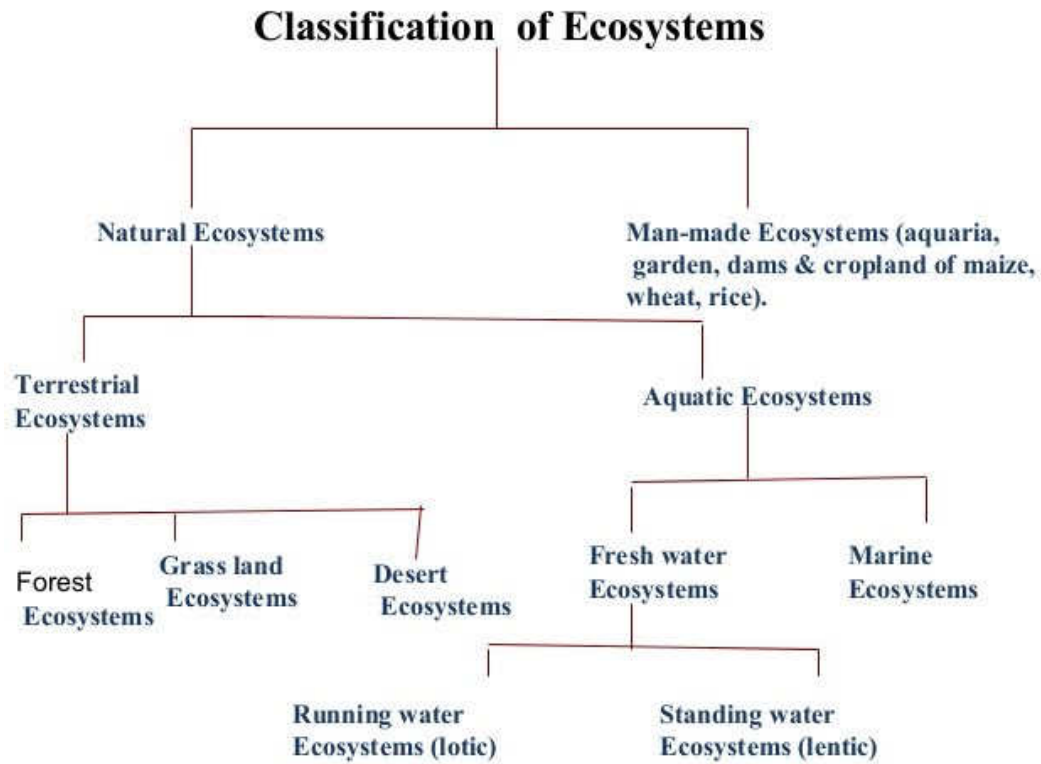 Classification of Ecosystems
Natural Ecosystems
Man-made Ecosystems (aquaria,
garden, dams & cropland of maize,
wheat, rice).
Terrestrial
Ecosystems
Aquatic Ecosystems
Forest
Ecosystems
Grass land
Ecosystems
Desert
Ecosystems
Fresh water
Ecosystems
Marine
Ecosystems
Running water
Ecosystems (lotic)
Standing water
Ecosystems (lentic)